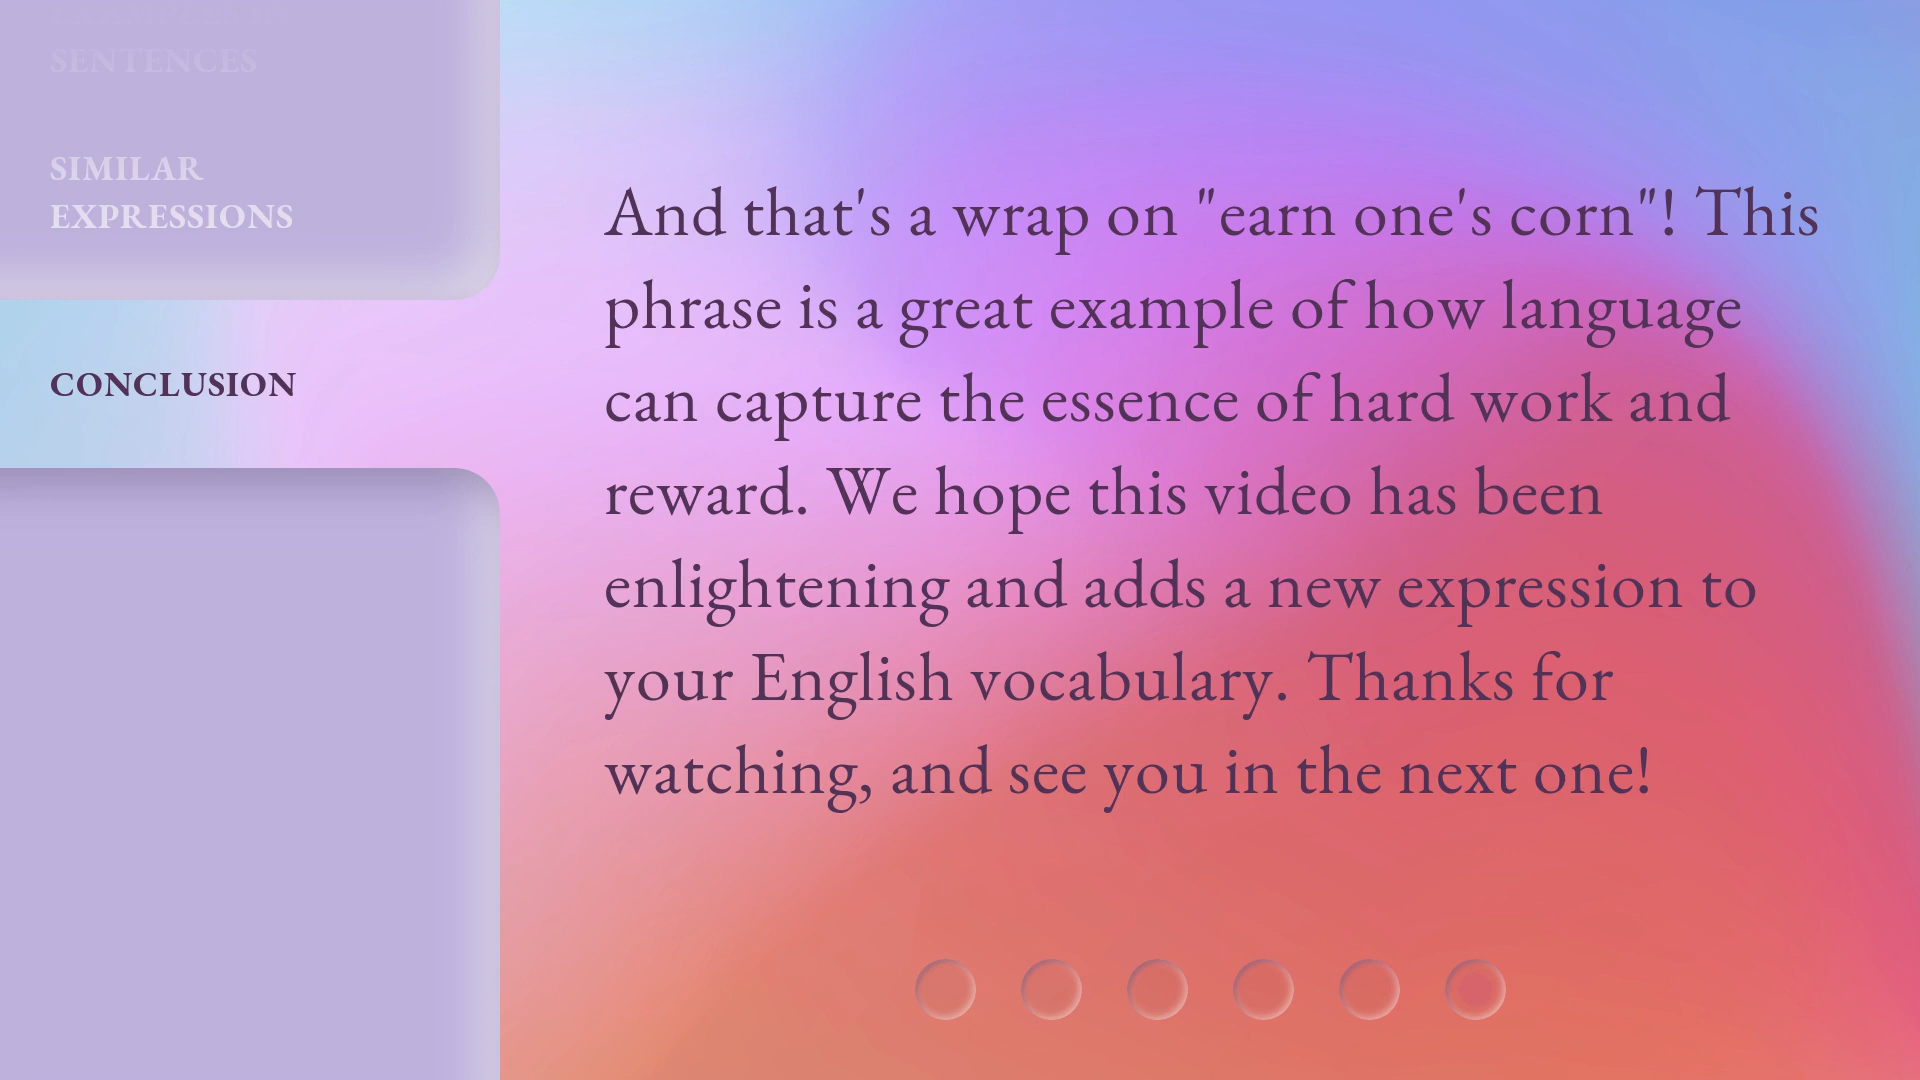 SENTENCES
SIMILAR
EXPRESSIONS
CONCLUSION
And that's a wrap on "earn one's corn"! This
phrase is a great example of how language
can capture the essence of hard work and
reward. We hope this video has been
enlightening and adds a new expression to
your English vocabulary. Thanks for
watching, and see you in the next one!